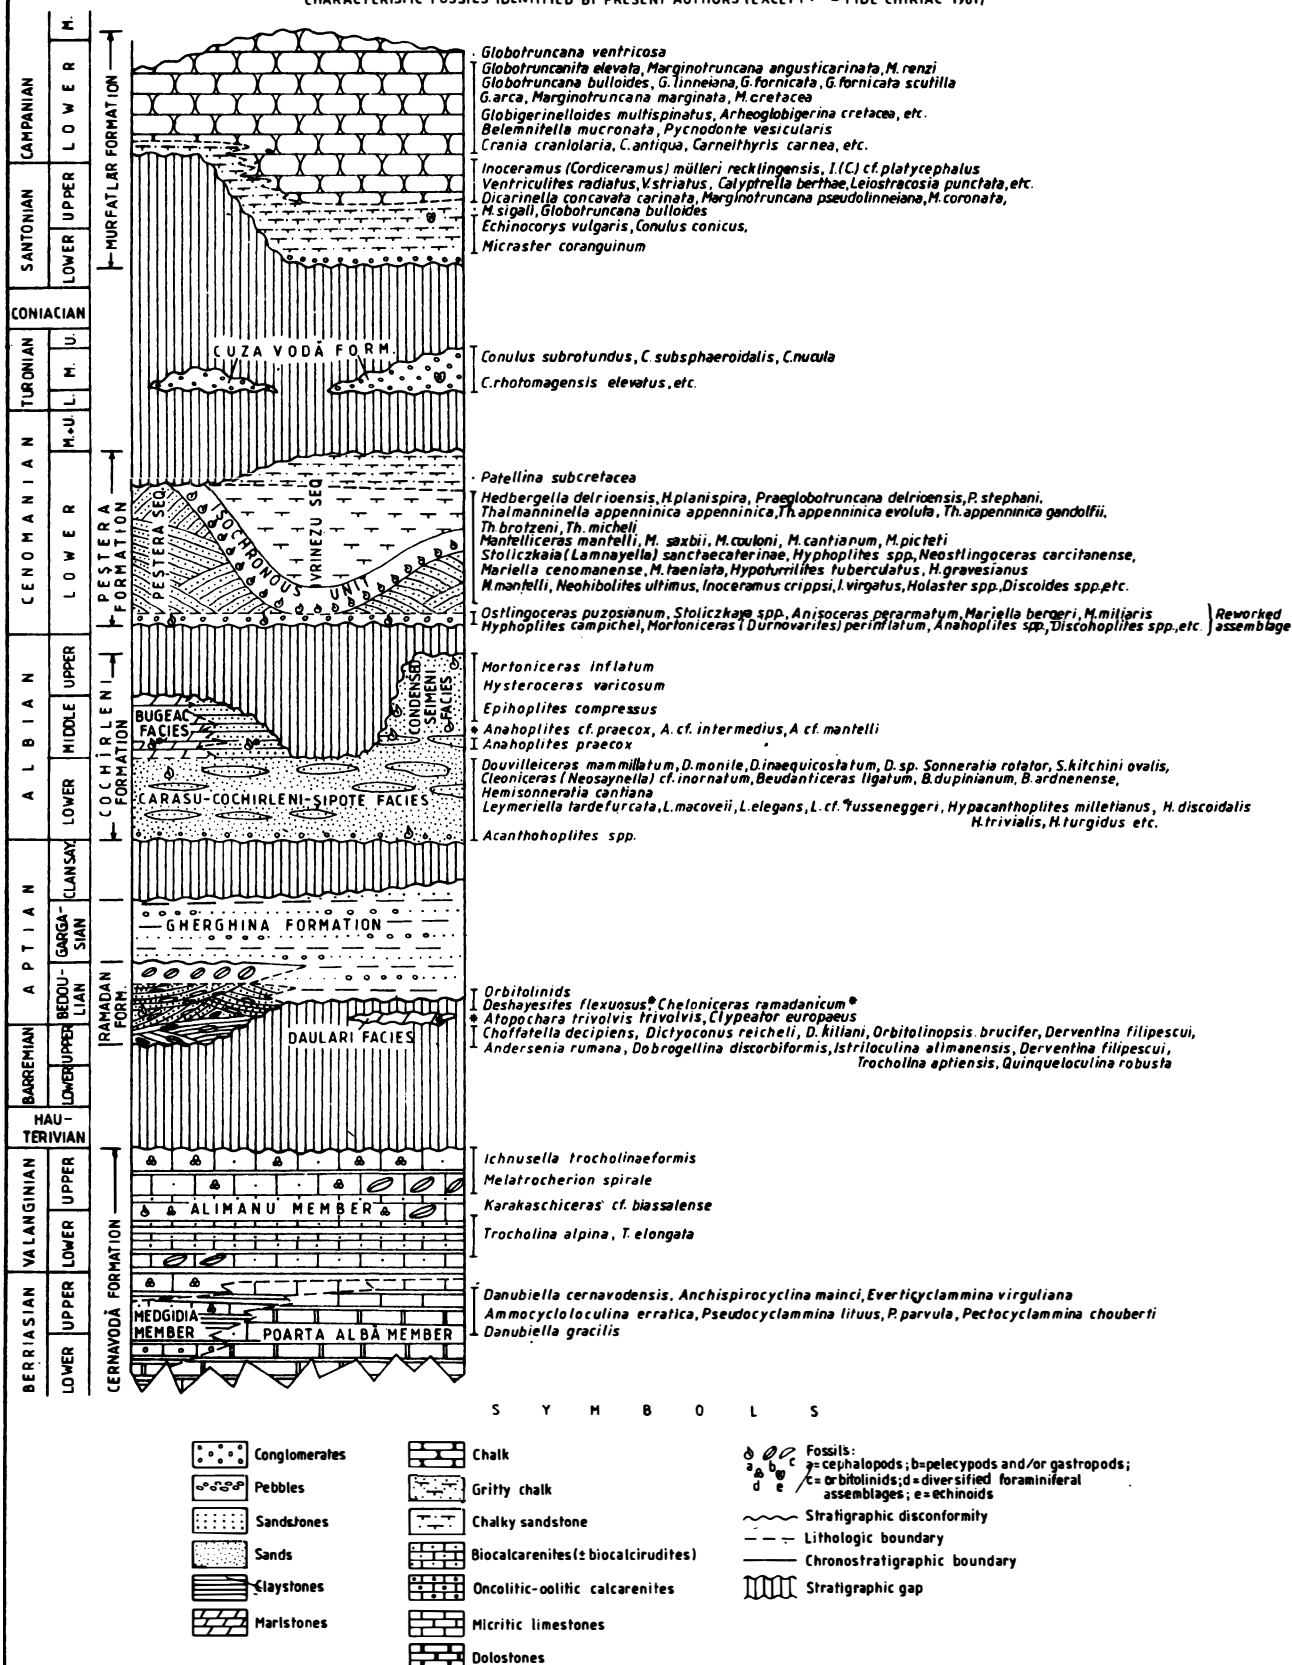 CHARACTERISTIC FOSSILS IDENTIFIED BY PRESENT AUTHORS (EXCEPT * = FIDE CHIRIAC 1981)
CAMPANIAN
M.
LOWER
SANTONIAN
UPPER
LOWER
CONIACIAN
TURONIAN
U.
M.
L.
CENOMANIAN
M.+U.
LOWER
ALBIAN
UPPER
MIDDLE
LOWER
APTIAN
CLANSAY.
GARGA-
SIAN
BEDOU-
LIAN
BARREMIAN
UPPER
LOWER
HAU-
TERIVIAN
VALANGINIAN
UPPER
LOWER
BERRIASIAN
UPPER
LOWER
MURFATLAR FORMATION
PEȘTERA
FORMATION
COCHÎRLENI
FORMATION
RAMADAN
FORM.
CERNAVODĂ FORMATION
CUZA VODĂ FORM.
PEȘTERA SEQ.
ISOCHRONOUS UNIT
IVRINEZU SEQ.
BUGEAC
FACIES
CONDENSED
SEIMENI
FACIES
CARASU-COCHIRLENI-SIPOTE FACIES
GHERGHINA FORMATION
DAULARI FACIES
ALIMANU MEMBER
MEDGIDIA
MEMBER
POARTA ALBĂ MEMBER
Globotruncana ventricosa
Globotruncanita elevata, Marginotruncana angusticarinata, M. renzi
Globotruncana bulloides, G. linneiana, G. fornicata, G. fornicata scutilla
G.arca, Marginotruncana marginata, M. cretacea
Globigerinelloides multispinatus, Arheoglobigerina cretacea, etc.
Belemnitella mucronata, Pycnodonte vesicularis
Crania craniolaria, C. antiqua, Carneithyris carnea, etc.
Inoceramus (Cordiceramus) mülleri recklingensis, I.(C) cf. platycephalus
Ventriculites radiatus, V.striatus, Calyptrella berthae, Leiostracosia punctata, etc.
Dicarinella concavata carinata, Marginotruncana pseudolinneiana, M. coronata,
M. sigali, Globotruncana bulloides
Echinocorys vulgaris, Conulus conicus,
Micraster coranguinum
Conulus subrotundus, C. subsphaeroidalis, C.nucula
C.rhotomagensis elevatus, etc.
Patellina subcretacea
Hedbergella delrioensis, H.planispira, Praeglobotruncana delrioensis, P. stephani,
Thalmanninella appenninica appenninica, Th. appenninica evoluta, Th. appenninica gandolfii,
Th. brotzeni, Th. micheli
Mantelliceras mantelli, M. saxbii, M. couloni, M. cantianum, M. picteti
Stoliczkaia (Lamnayella) sanctaecaterinae, Hyphoplites spp., Neostlingoceras carcitanense,
Mariella cenomanense, M. taeniata, Hypoturrilites tuberculatus, H. gravesianus
N.mantelli, Neohibolites ultimus, Inoceramus crippsi, I.virgatus, Holaster spp., Discoides spp., etc.
Ostlingoceras puzosianum, Stoliczkaya spp., Anisoceras perarmatum, Mariella bergeri, M. miliaris
Hyphoplites campichei, Mortoniceras (Durnovarites) perinflatum, Anahoplites spp., Discohoplites spp., etc.
Reworked
assemblage
Mortoniceras inflatum
Hysteroceras varicosum
Epihoplites compressus
* Anahoplites cf. praecox, A. cf. intermedius, A cf. mantelli
Anahoplites praecox
Douvilleiceras mammillatum, D. monile, D.inaequicostatum, D. sp. Sonneratia rotator, S.kitchini ovalis,
Cleoniceras (Neosaynella) cf. inornatum, Beudanticeras ligatum, B. dupinianum, B. ardnenense,
Hemisonneratia cantiana
Leymeriella tardefurcata, L. macoveii, L. elegans, L. cf. *fusseneggeri, Hypacanthoplites milletianus, H. discoidalis
H.trivialis, H. turgidus etc.
Acanthohoplites spp.
Orbitolinids
Deshayesites flexuosus,* Cheloniceras ramadanicum*
* Atopochara trivolvis trivolvis, Clypeator europaeus
Choffatella decipiens, Dictyoconus reicheli, D. kiliani, Orbitolinopsis. brucifer, Derventina filipescui,
Andersenia rumana, Dobrogellina discorbiformis, Istriloculina alimanensis, Derventina filipescui,
Trocholina aptiensis, Quinqueloculina robusta
Ichnusella trocholinaeformis
Melatrocherion spirale
Karakaschiceras cf. biassalense
Trocholina alpina, T. elongata
Danubiella cernavodensis, Anchispirocyclina mainci, Everticyclammina virguliana
Ammocycloloculina erratica, Pseudocyclammina lituus, P. parvula, Pectocyclammina chouberti
Danubiella gracilis
SYMBOLS
Conglomerates
Pebbles
Sandstones
Sands
Claystones
Marlstones
Chalk
Gritty chalk
Chalky sandstone
Biocalcarenites (± biocalcirudites)
Oncolitic-oolitic calcarenites
Micritic limestones
Dolostones
a b c
d e
Fossils:
a=cephalopods; b=pelecypods and/or gastropods;
c=orbitolinids; d=diversified foraminiferal
assemblages; e=echinoids
Stratigraphic disconformity
Lithologic boundary
Chronostratigraphic boundary
Stratigraphic gap